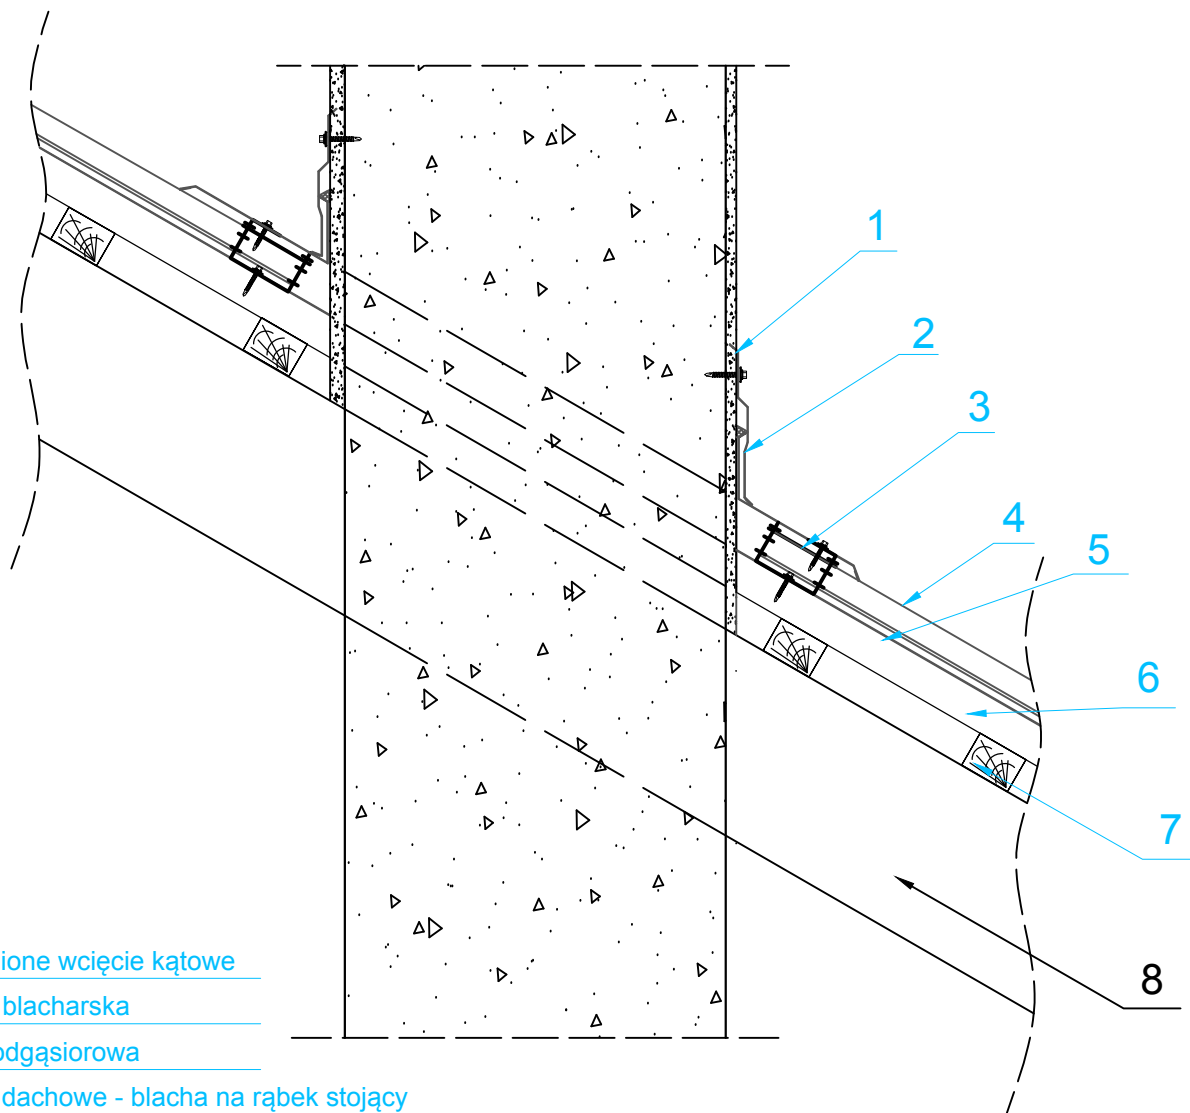 1
2
3
4
5
6
7
8
ione wcięcie kątowe
blacharska
odgąsiorowa
dachowe - blacha na rąbek stojący